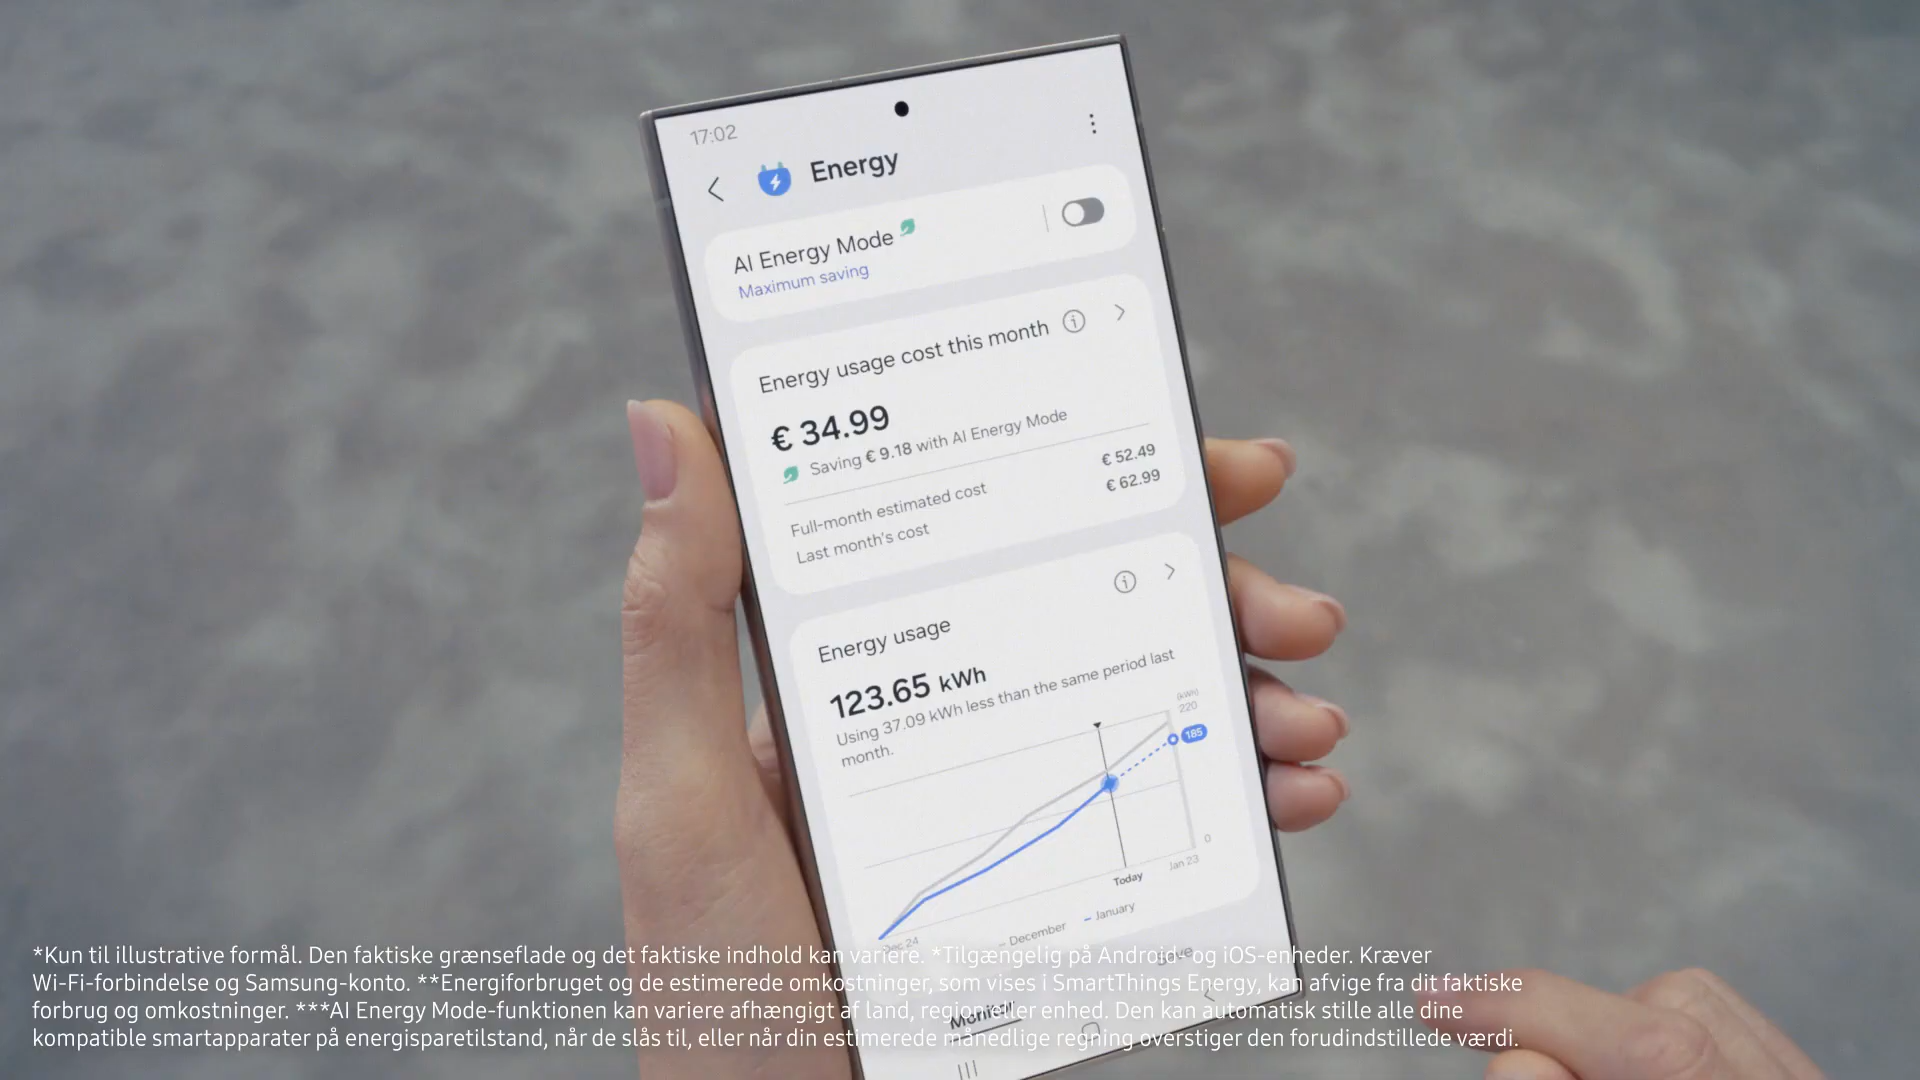 17:02
Energy
AI Energy Mode
Maximum saving
Energy usage cost this month
€ 34.99
Saving € 9.18 with AI Energy Mode
Full-month estimated cost € 52.49
Last month's cost € 62.99
Energy usage
123.65 kWh
Using 37.09 kWh less than the same period last
month.
(kWh)
220
185
0
Today
Jan 23
Dec 24
December
January
Monitor
*Kun til illustrative formål. Den faktiske grænseflade og det faktiske indhold kan variere. *Tilgængelig på Android- og iOS-enheder. Kræver
Wi-Fi-forbindelse og Samsung-konto. **Energiforbruget og de estimerede omkostninger, som vises i SmartThings Energy, kan afvige fra dit faktiske
forbrug og omkostninger. ***AI Energy Mode-funktionen kan variere afhængigt af land, region eller enhed. Den kan automatisk stille alle dine
kompatible smartapparater på energisparetilstand, når de slås til, eller når din estimerede månedlige regning overstiger den forudindstillede værdi.